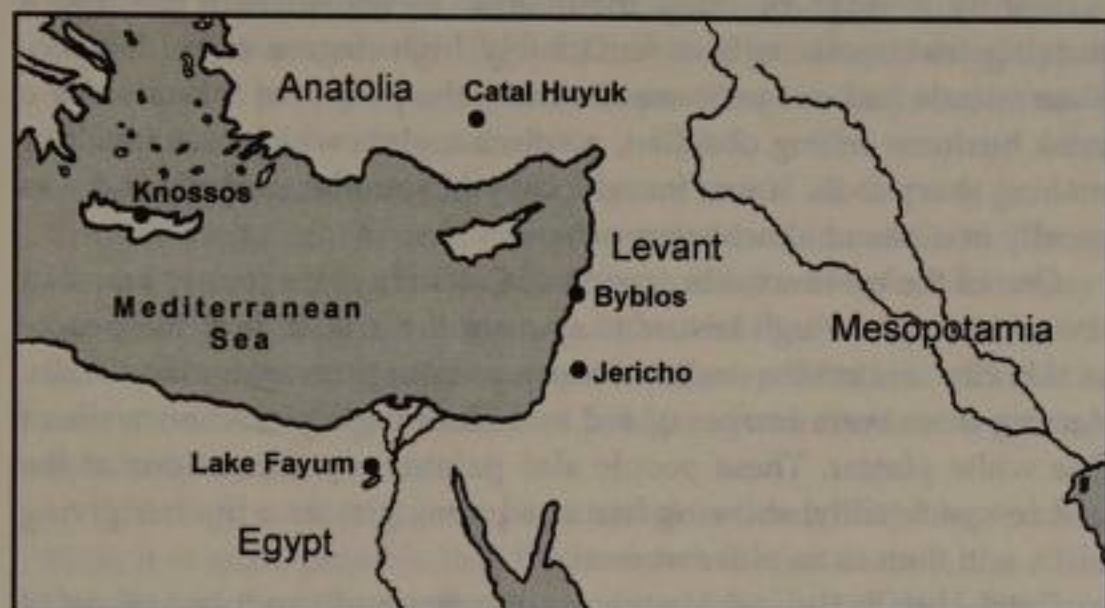 Anatolia
Catal Huyuk
Knossos
Levant
Byblos
Mediterranean
Sea
Mesopotamia
Jericho
Lake Fayum
Egypt